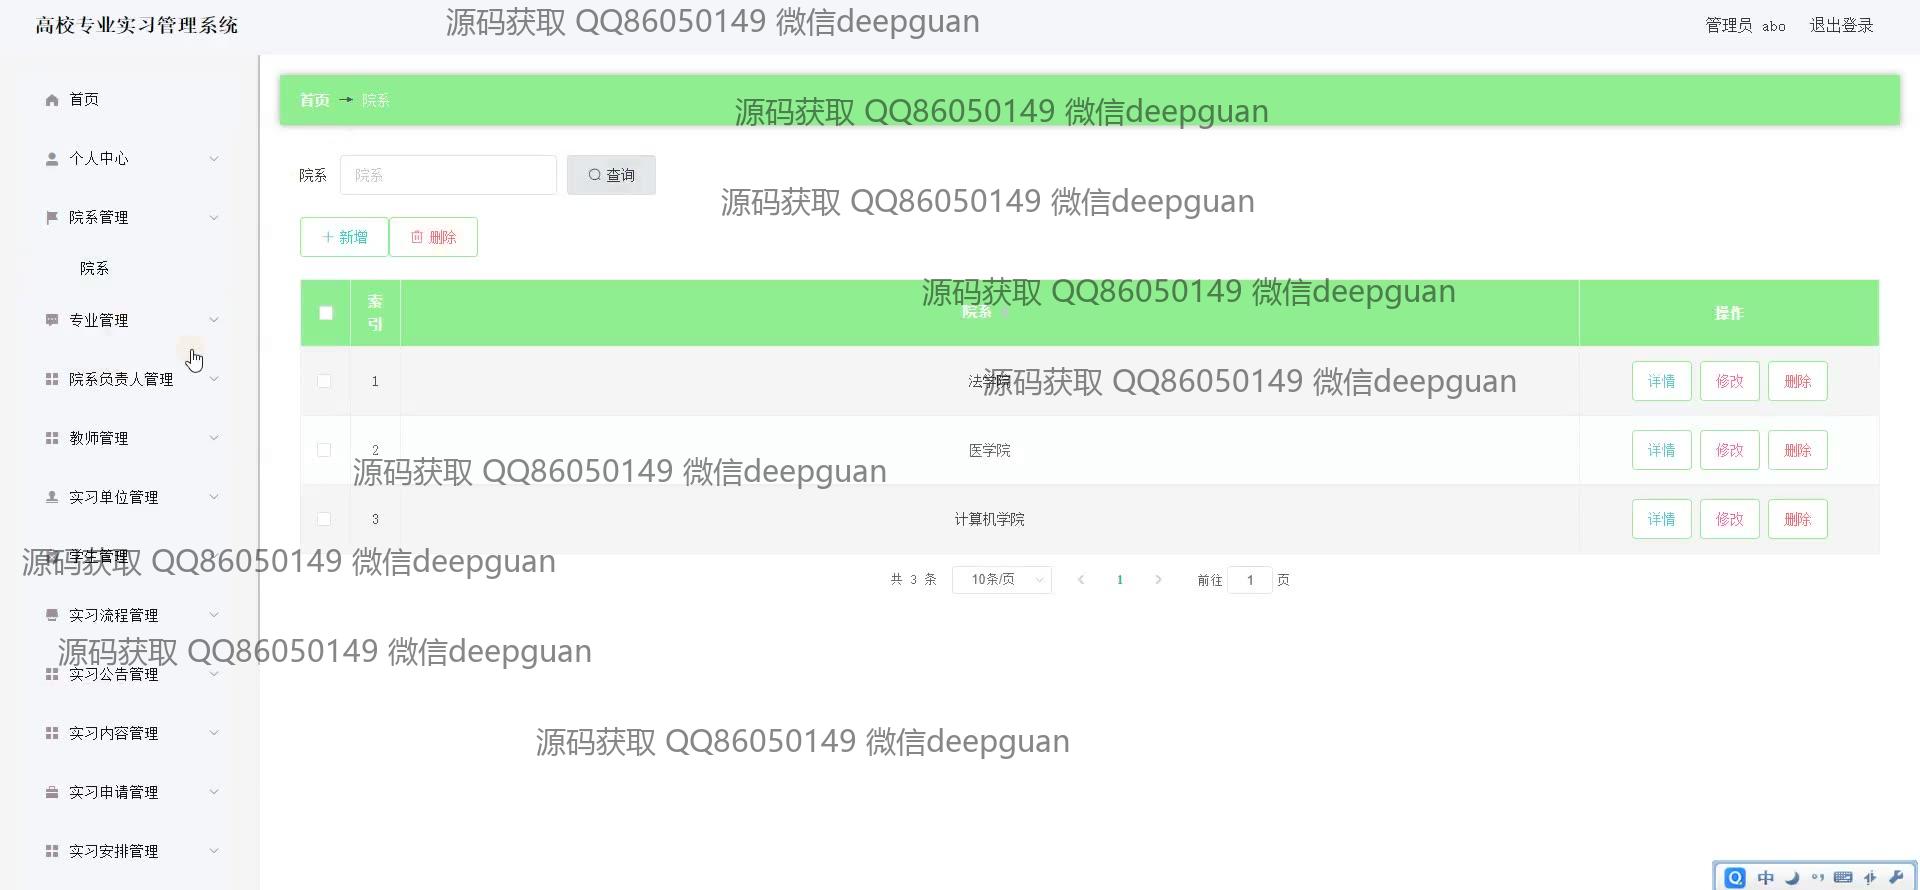 高校专业实习管理系统
源码获取 QQ86050149 微信deepguan
管理员 abo 退出登录
首页
个人中心
院系管理
院系
专业管理
院系负责人管理
教师管理
实习单位管理
学生管理
实习流程管理
实习公告管理
实习内容管理
实习申请管理
实习安排管理
首页 → 院系
源码获取 QQ86050149 微信deepguan
院系 院系 查询
源码获取 QQ86050149 微信deepguan
+ 新增 删除
源码获取 QQ86050149 微信deepguan
索引 院系 操作
1 法学院 详情 修改 删除
源码获取 QQ86050149 微信deepguan
2 医学院 详情 修改 删除
源码获取 QQ86050149 微信deepguan
3 计算机学院 详情 修改 删除
源码获取 QQ86050149 微信deepguan
共 3 条 10条/页 1 前往 1 页
源码获取 QQ86050149 微信deepguan
源码获取 QQ86050149 微信deepguan
中